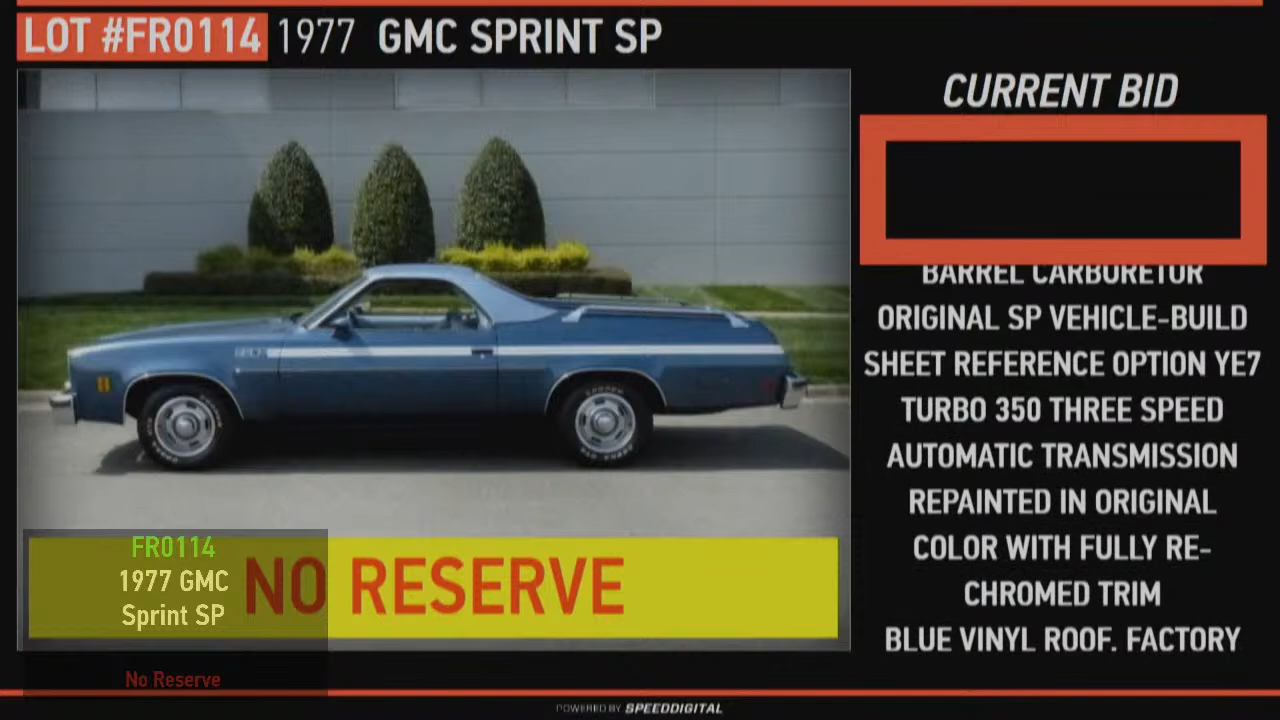 LOT #FR0114 1977 GMC SPRINT SP
CURRENT BID
BARREL CARBURETOR
ORIGINAL SP VEHICLE-BUILD
SHEET REFERENCE OPTION YE7
TURBO 350 THREE SPEED
AUTOMATIC TRANSMISSION
REPAINTED IN ORIGINAL
COLOR WITH FULLY RE-
CHROMED TRIM
BLUE VINYL ROOF. FACTORY
NO RESERVE
FR0114
1977 GMC
Sprint SP
No Reserve
POWERED BY SPEEDDIGITAL